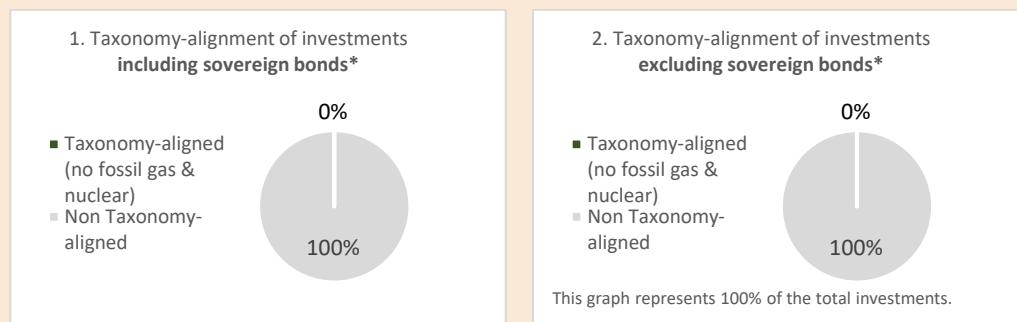 1. Taxonomy-alignment of investments
including sovereign bonds*
0%
Taxonomy-aligned
(no fossil gas &
nuclear)
Non Taxonomy-
aligned
100%
2. Taxonomy-alignment of investments
excluding sovereign bonds*
0%
Taxonomy-aligned
(no fossil gas &
nuclear)
Non Taxonomy-
aligned
100%
This graph represents 100% of the total investments.